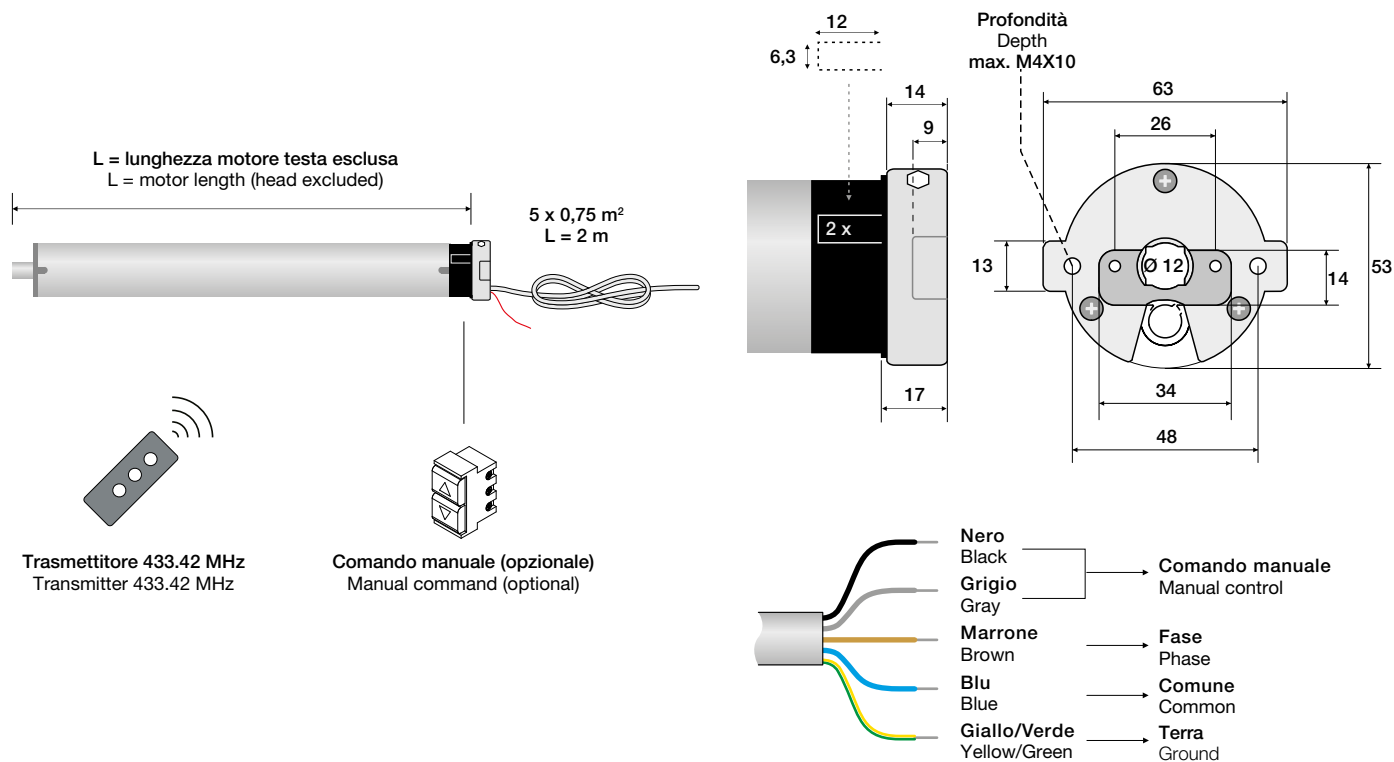 L = lunghezza motore testa esclusa
L = motor length (head excluded)
5 x 0,75 m²
L = 2 m
Trasmettitore 433.42 MHz
Transmitter 433.42 MHz
Comando manuale (opzionale)
Manual command (optional)
12
6,3
14
9
2 x
17
Profondità
Depth
max. M4X10
63
26
13
Ø 12
14
53
34
48
Nero
Black
Grigio
Gray
Comando manuale
Manual control
Marrone
Brown
Fase
Phase
Blu
Blue
Comune
Common
Giallo/Verde
Yellow/Green
Terra
Ground